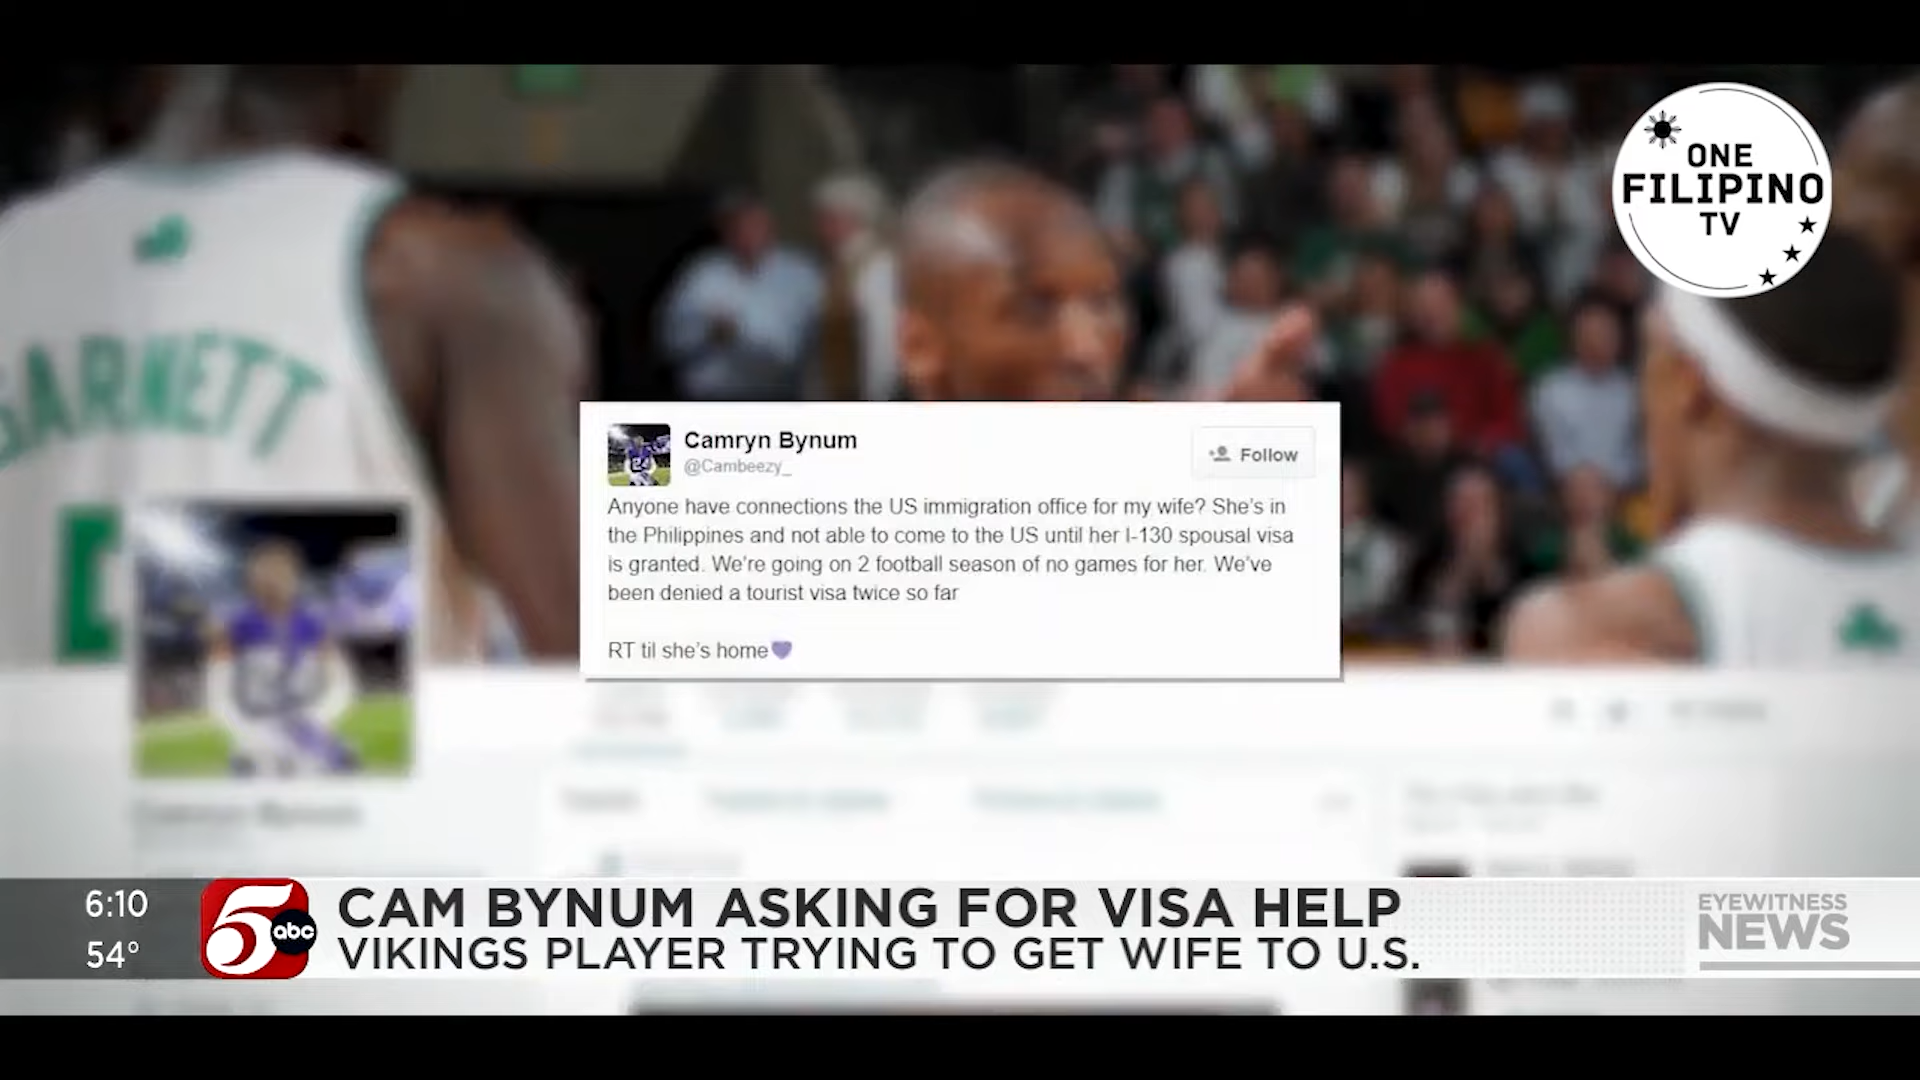 GARNETT
ONE
FILIPINO
TV
Camryn Bynum
@Cambeezy_
Follow
Anyone have connections the US immigration office for my wife? She's in
the Philippines and not able to come to the US until her I-130 spousal visa
is granted. We're going on 2 football season of no games for her. We've
been denied a tourist visa twice so far
RT til she's home💜
6:10
54°
5
abc
CAM BYNUM ASKING FOR VISA HELP
VIKINGS PLAYER TRYING TO GET WIFE TO U.S.
EYEWITNESS
NEWS